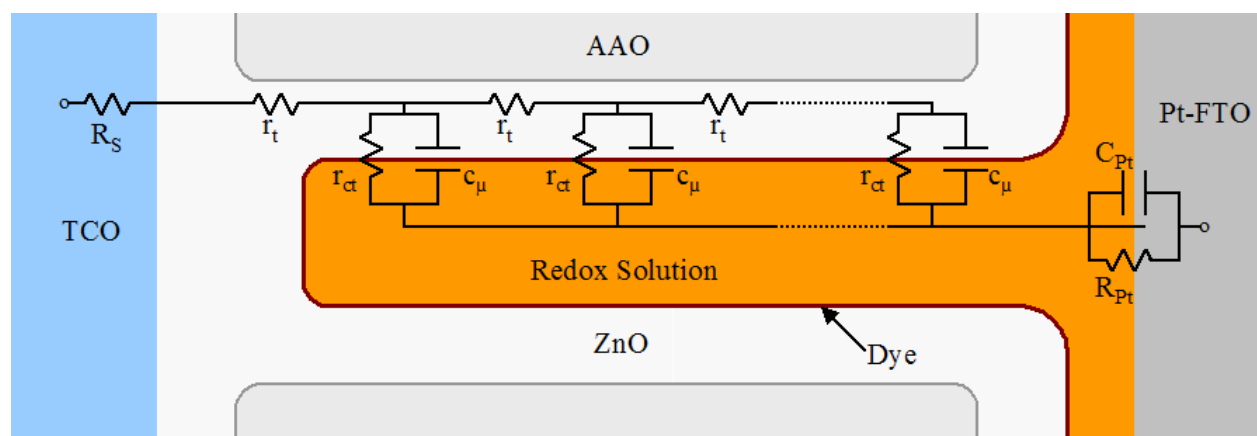 AAO
Pt-FTO
R_S
r_t
r_t
r_t
C_Pt
r_ct
c_μ
r_ct
c_μ
r_ct
c_μ
TCO
Redox Solution
R_Pt
ZnO
Dye